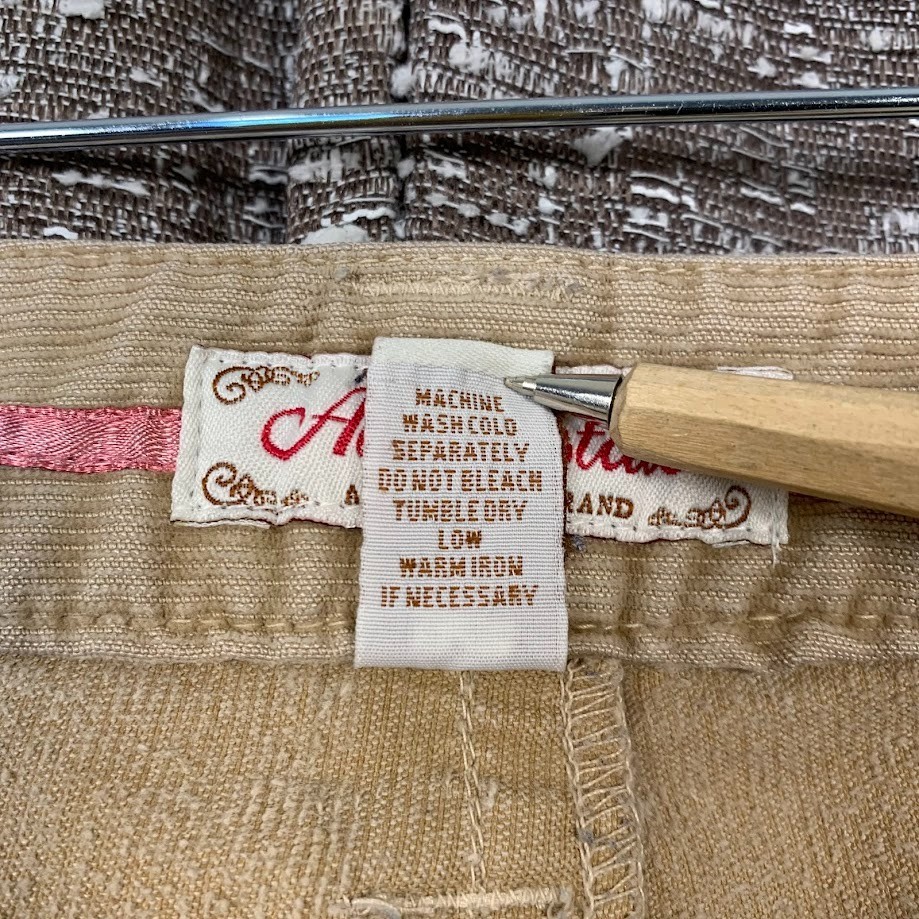 MACHINE
WASH COLD
SEPARATELY
DO NOT BLEACH
TUMBLE DRY
LOW
WARM IRON
IF NECESSARY